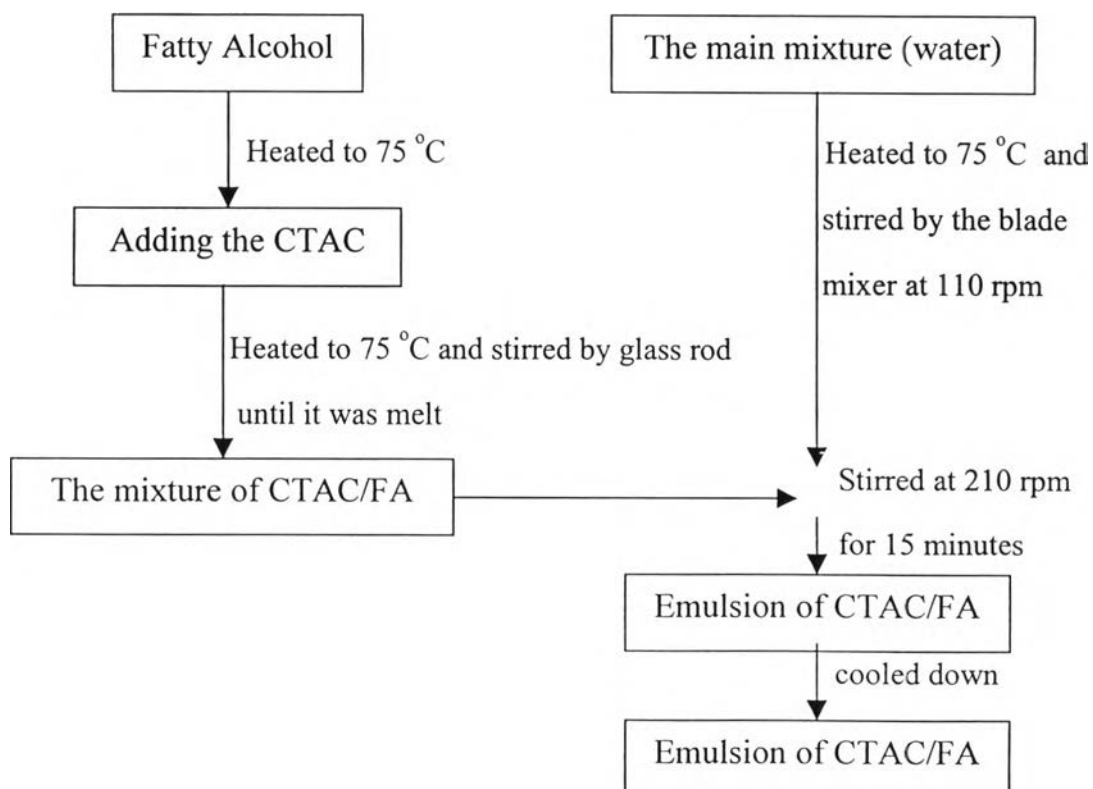 Fatty Alcohol
The main mixture (water)
Heated to 75 °C
Heated to 75 °C and
stirred by the blade
mixer at 110 rpm
Adding the CTAC
Heated to 75 °C and stirred by glass rod
until it was melt
The mixture of CTAC/FA
Stirred at 210 rpm
for 15 minutes
Emulsion of CTAC/FA
cooled down
Emulsion of CTAC/FA